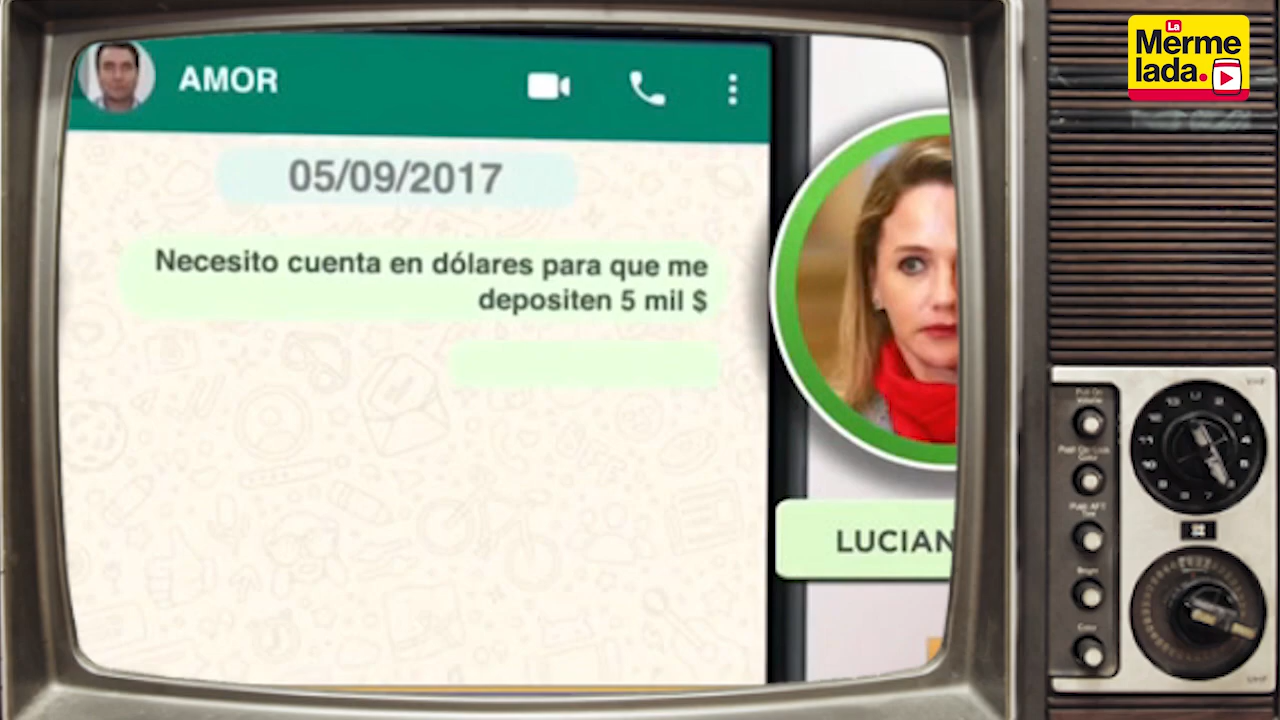 La
Merme
lada.
AMOR
05/09/2017
Necesito cuenta en dólares para que me
depositen 5 mil $
LUCIAN